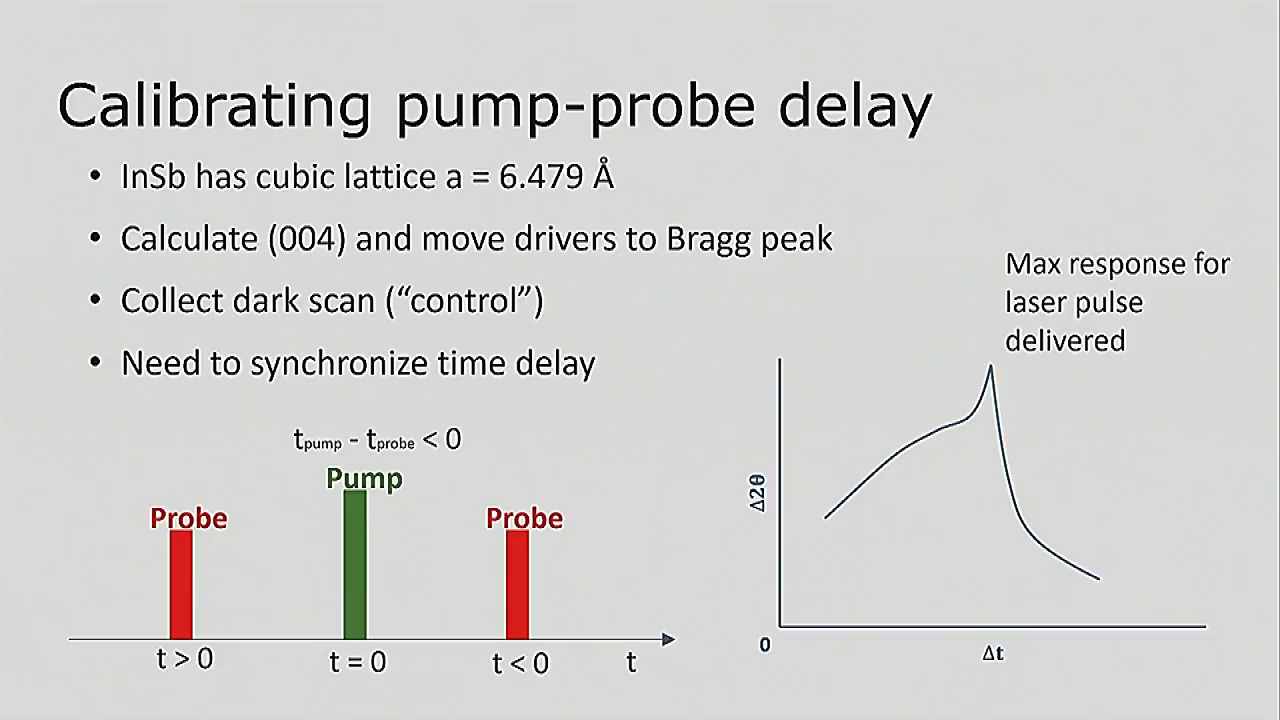 Calibrating pump-probe delay
• InSb has cubic lattice a = 6.479 Å
• Calculate (004) and move drivers to Bragg peak
• Collect dark scan (“control”)
• Need to synchronize time delay
Max response for
laser pulse
delivered
tpump - tprobe < 0
Pump
Probe
Probe
t > 0
t = 0
t < 0
t
Δ2θ
0
Δt